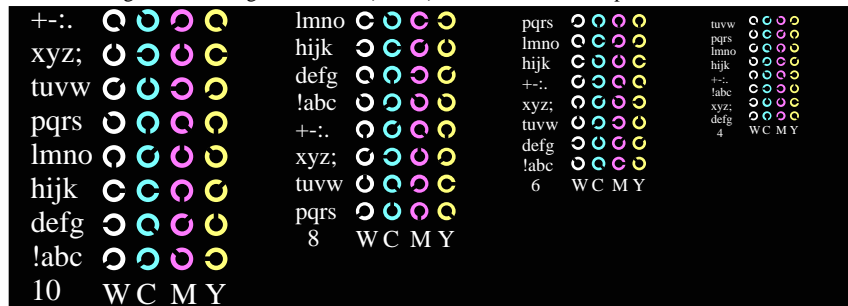 +-:.
xyz;
tuvw
pqrs
lmno
hijk
defg
!abc
10 W C M Y
lmno
hijk
defg
!abc
+-:.
xyz;
tuvw
pqrs
8 W C M Y
pqrs
lmno
hijk
+-:.
xyz;
tuvw
defg
!abc
6 W C M Y
tuvw
pqrs
lmno
hijk
+-:.
!abc
xyz;
defg
4 W C M Y